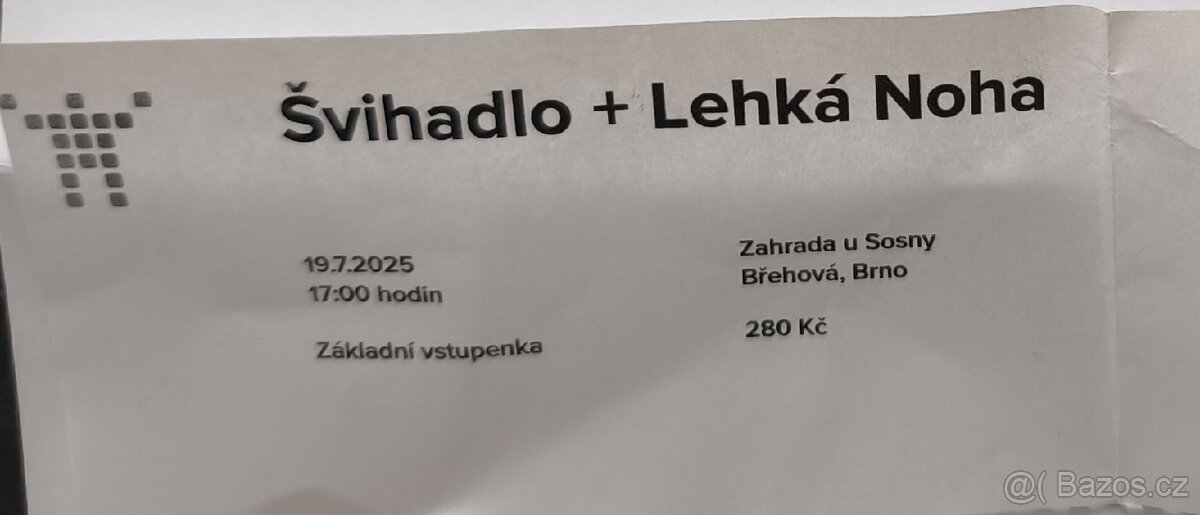 Švihadlo + Lehká Noha
19.7.2025
17:00 hodin
Základní vstupenka
Zahrada u Sosny
Břehová, Brno
280 Kč
@( Bazos.cz